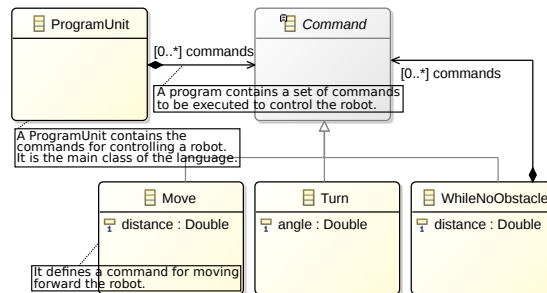 ProgramUnit
Command
[0..*] commands
[0..*] commands
A program contains a set of commands
to be executed to control the robot.
A ProgramUnit contains the
commands for controlling a robot.
It is the main class of the language.
Move
distance : Double
Turn
angle : Double
WhileNoObstacle
distance : Double
It defines a command for moving
forward the robot.